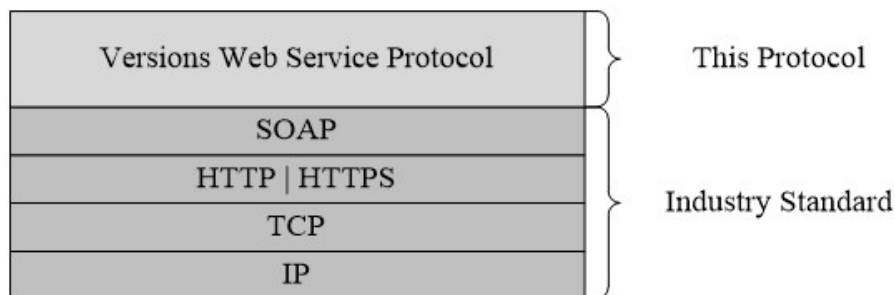 Versions Web Service Protocol
This Protocol
SOAP
HTTP | HTTPS
Industry Standard
TCP
IP